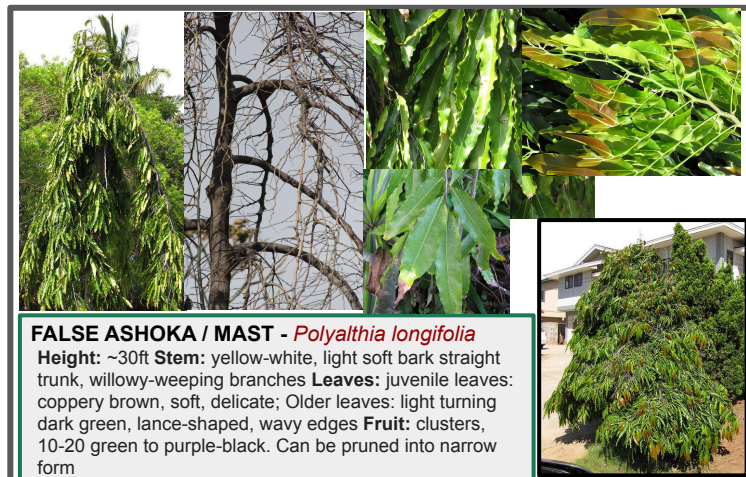 FALSE ASHOKA / MAST - Polyalthia longifolia
Height: ~30ft Stem: yellow-white, light soft bark straight
trunk, willowy-weeping branches Leaves: juvenile leaves:
coppery brown, soft, delicate; Older leaves: light turning
dark green, lance-shaped, wavy edges Fruit: clusters,
10-20 green to purple-black. Can be pruned into narrow
form